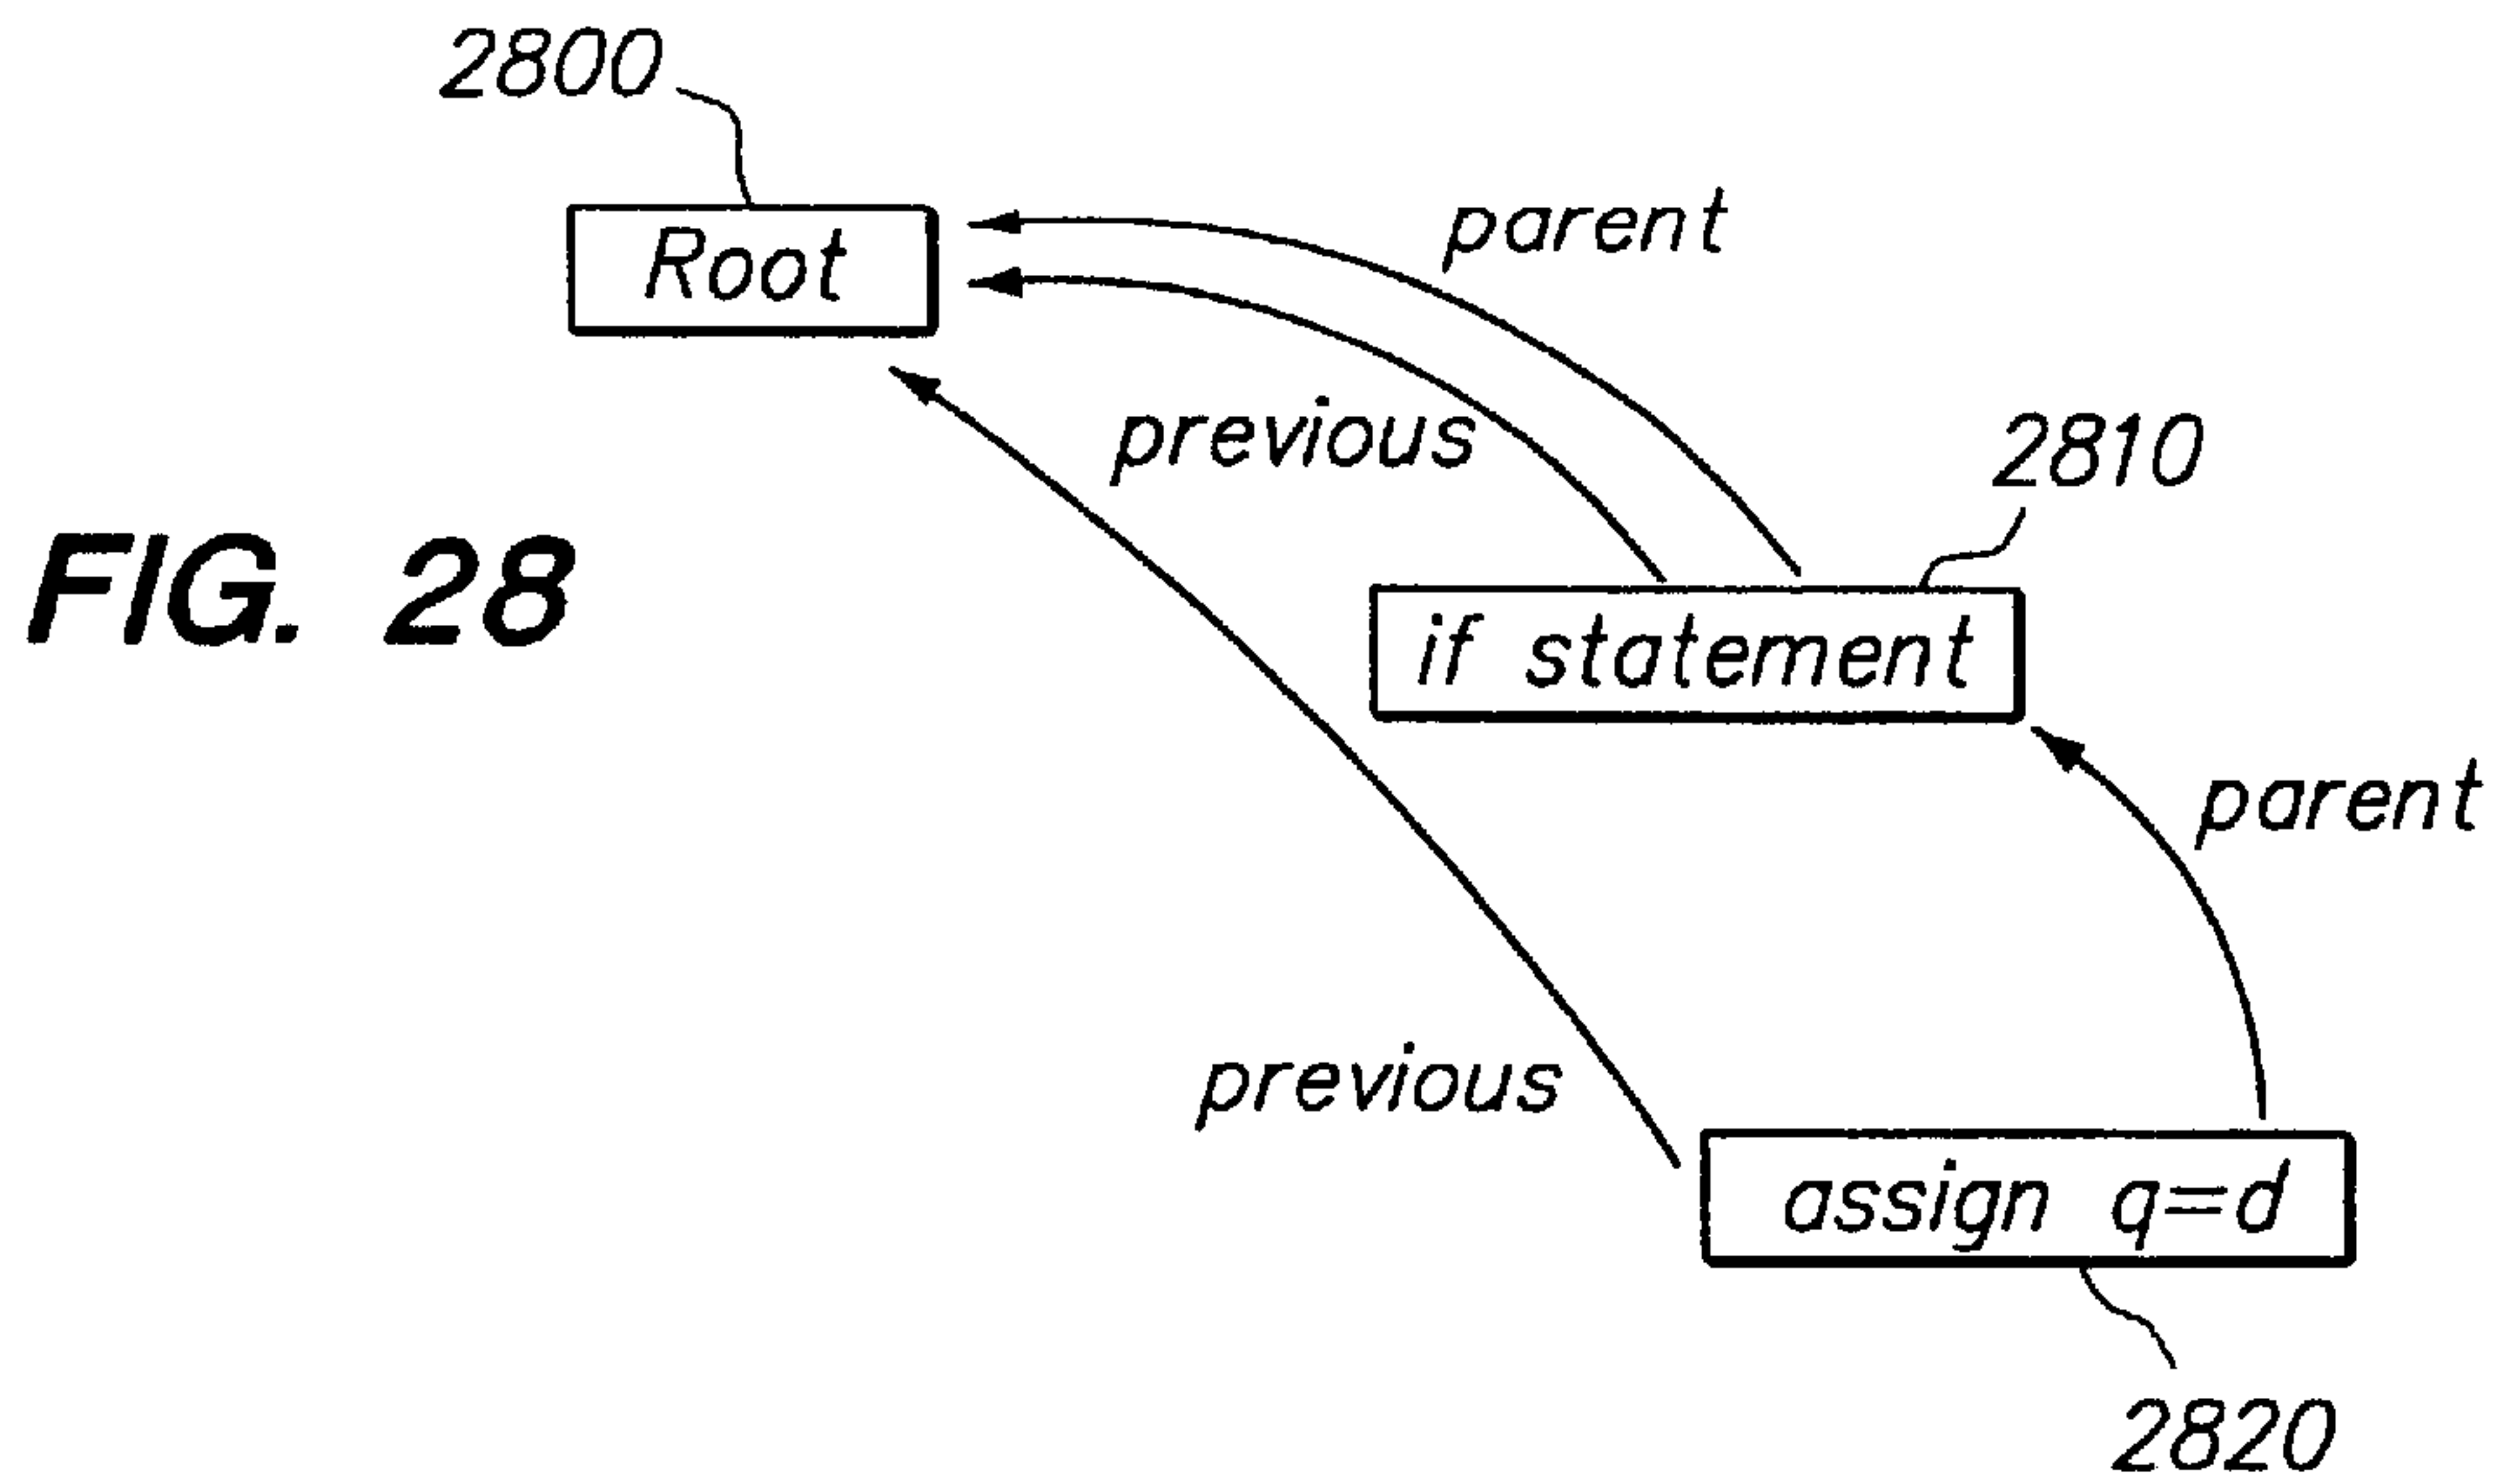 2800
Root
parent
previous
2810
FIG. 28
if statement
parent
previous
assign q=d
2820